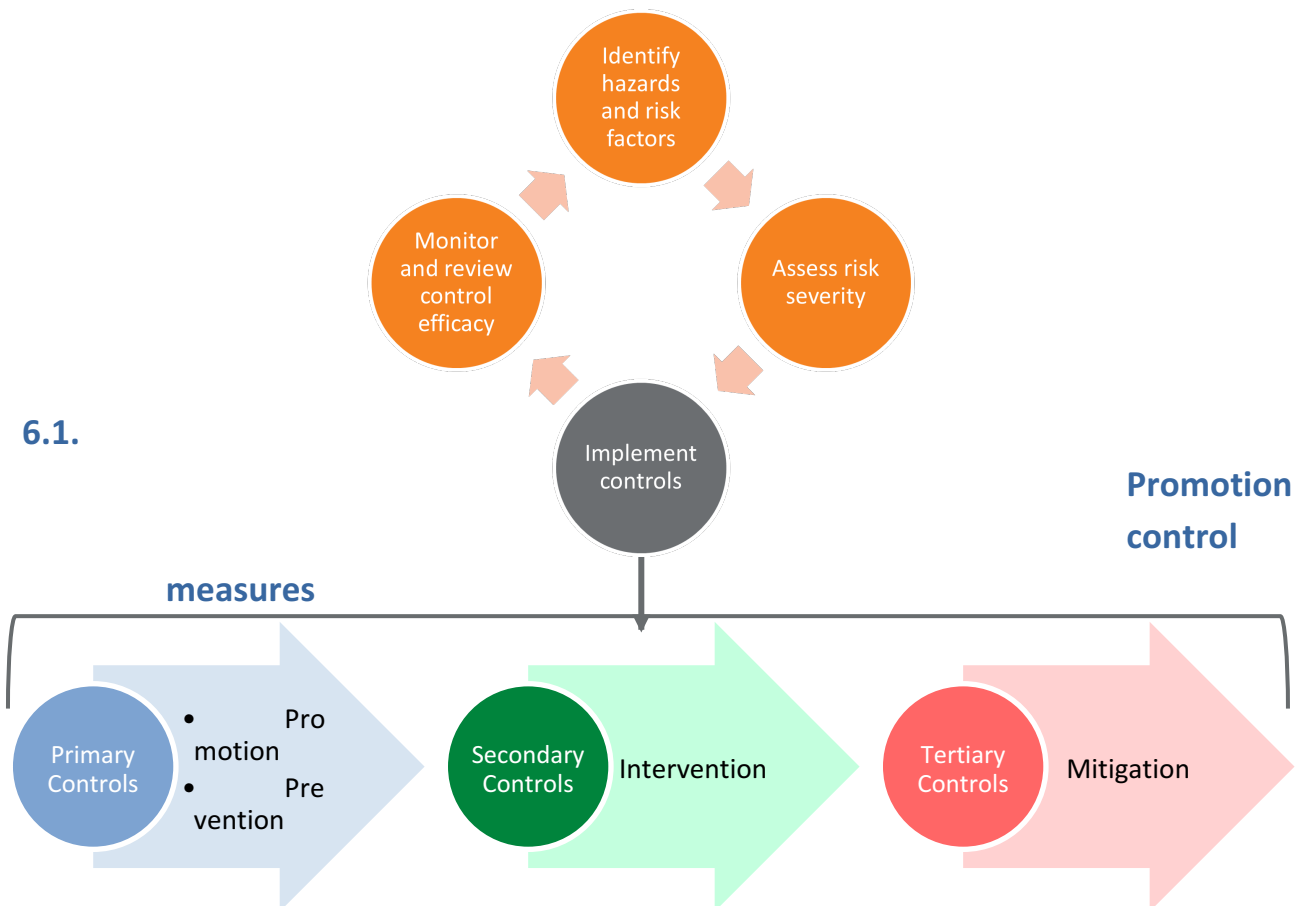 Identify
hazards
and risk
factors
Monitor
and review
control
efficacy
Assess risk
severity
6.1.
Implement
controls
Promotion
control
measures
Primary
Controls
• Pro
motion
• Pre
vention
Secondary
Controls
Intervention
Tertiary
Controls
Mitigation